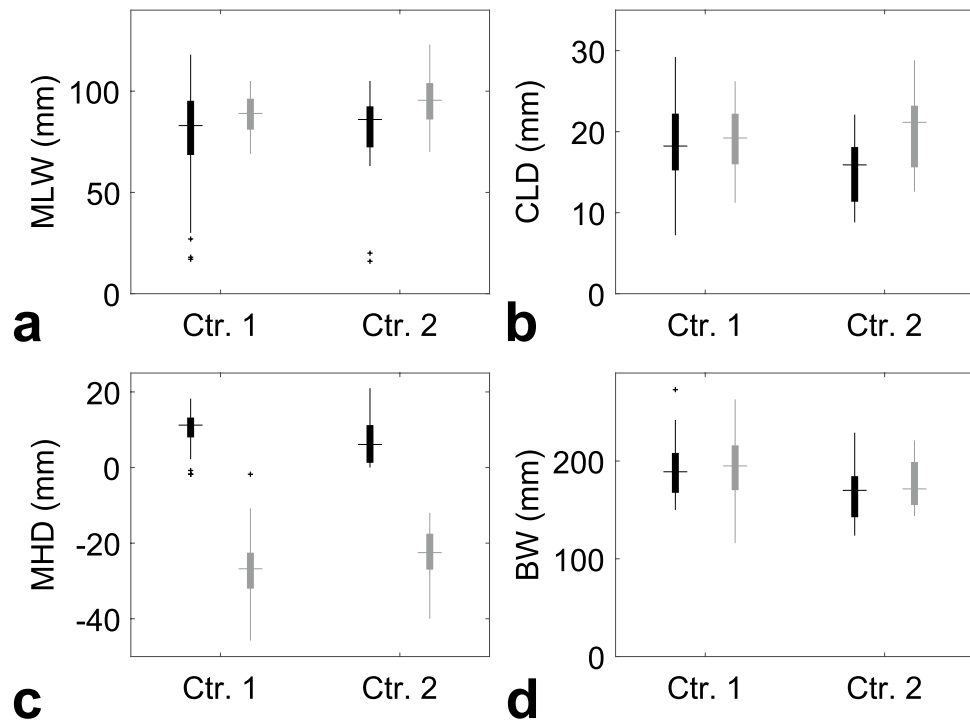 MLW (mm)
100
50
0
Ctr. 1
Ctr. 2
a
CLD (mm)
30
20
10
0
Ctr. 1
Ctr. 2
b
MHD (mm)
20
0
-20
-40
Ctr. 1
Ctr. 2
c
BW (mm)
200
100
0
Ctr. 1
Ctr. 2
d